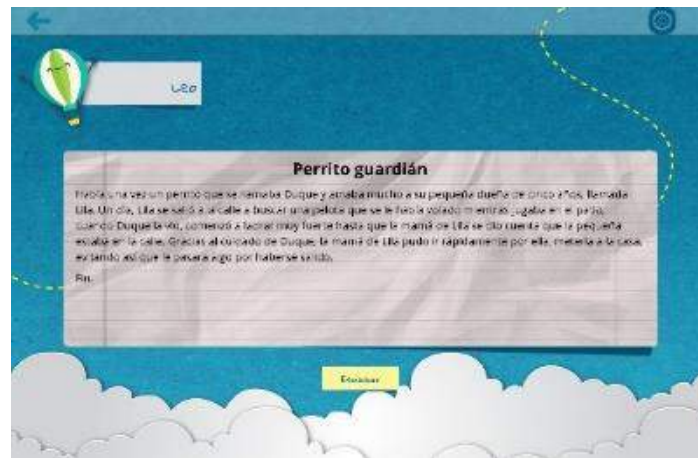 Leo
Perrito guardián
Había una vez un perrito que se llamaba Duque y amaba mucho a su pequeña dueña de cinco años, llamada
Lila. Un día, Lila se salió a la calle a buscar una pelota que se le había volado mientras jugaba en el patio,
cuando Duque la vio, comenzó a ladrar muy fuerte hasta que la mamá de Lila se dio cuenta que la pequeña
estaba en la calle. Gracias al cuidado de Duque, la mamá de Lila pudo ir rápidamente por ella, meterla a la casa,
evitando así que le pasara algo por haberse salido.
Fin.